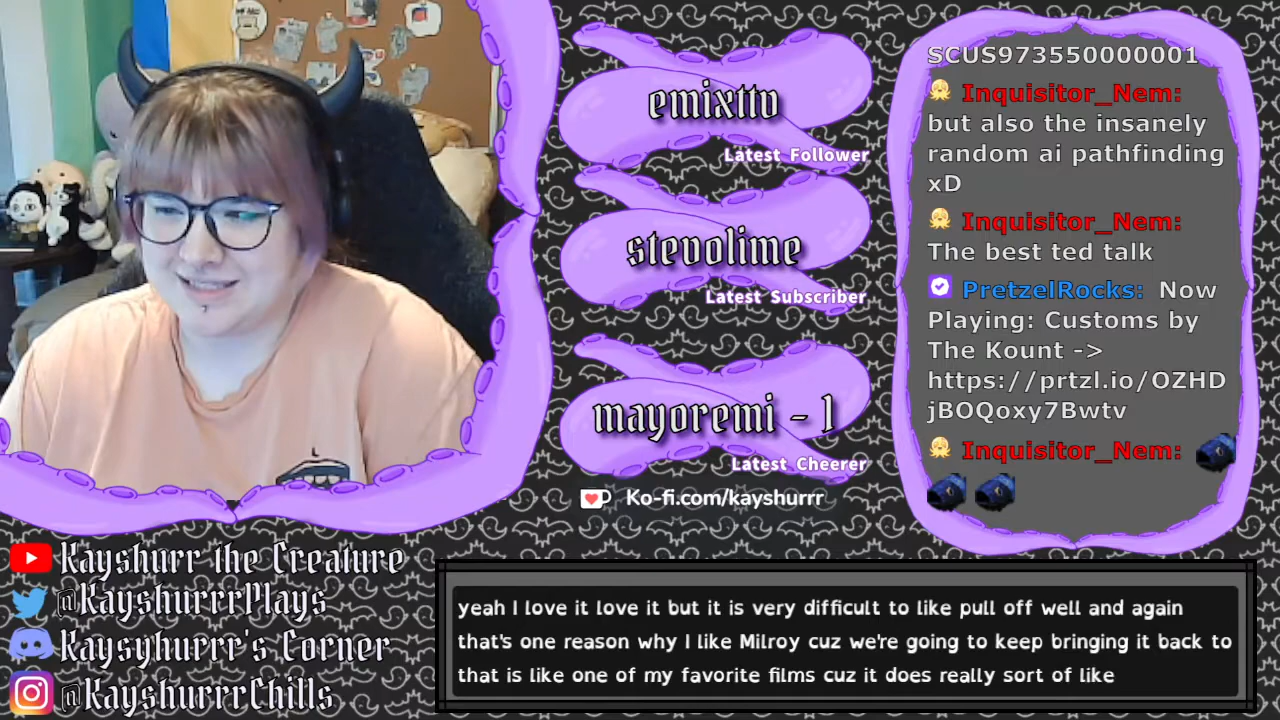 emixttv
Latest Follower
stevolime
Latest Subscriber
mayoremi - 1
Latest Cheerer
Ko-fi.com/kayshurrr
SCUS973550000001
Inquisitor_Nem:
but also the insanely
random ai pathfinding
xD
Inquisitor_Nem:
The best ted talk
PretzelRocks: Now
Playing: Customs by
The Kount ->
https://prtzl.io/OZHD
jBOQoxy7Bwtv
Inquisitor_Nem:
L
Kayshurr the Creature
@KayshurrrPlays
Kaysyhurrr's Corner
@KayshurrrChills
yeah I love it love it but it is very difficult to like pull off well and again
that's one reason why I like Milroy cuz we're going to keep bringing it back to
that is like one of my favorite films cuz it does really sort of like